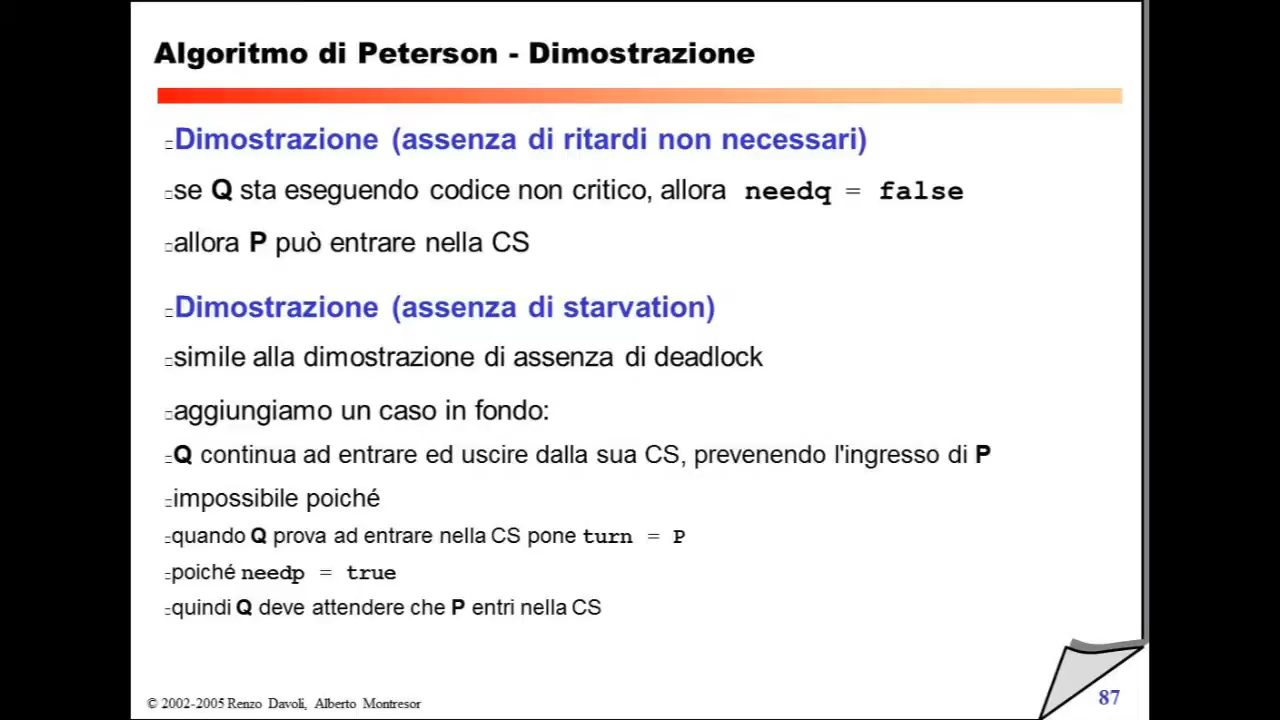 Algoritmo di Peterson - Dimostrazione
Dimostrazione (assenza di ritardi non necessari)
se Q sta eseguendo codice non critico, allora needq = false
allora P può entrare nella CS
Dimostrazione (assenza di starvation)
simile alla dimostrazione di assenza di deadlock
aggiungiamo un caso in fondo:
Q continua ad entrare ed uscire dalla sua CS, prevenendo l'ingresso di P
impossibile poiché
quando Q prova ad entrare nella CS pone turn = P
poiché needp = true
quindi Q deve attendere che P entri nella CS
© 2002-2005 Renzo Davoli, Alberto Montresor
87